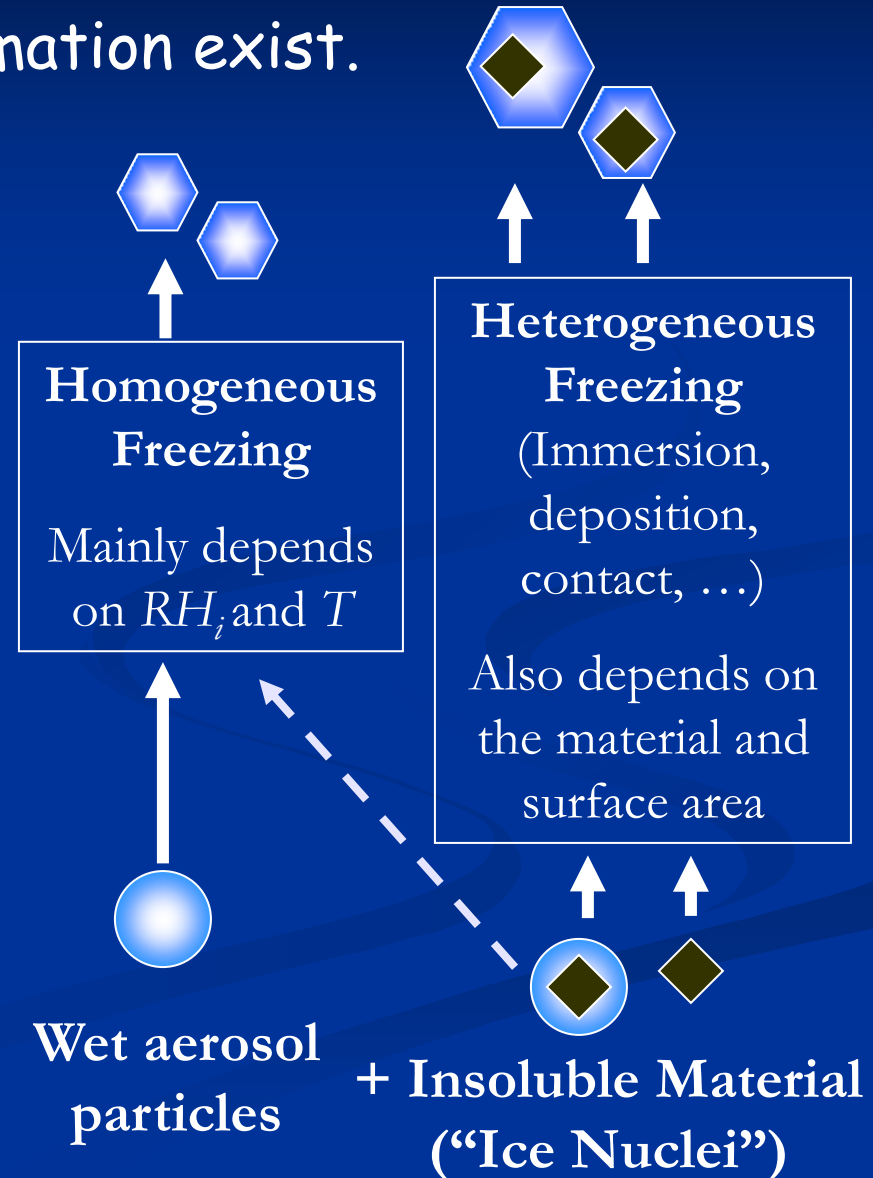 mation exist.
Homogeneous
Freezing
Mainly depends
on RHi and T
Heterogeneous
Freezing
(Immersion,
deposition,
contact, …)
Also depends on
the material and
surface area
Wet aerosol
particles
+ Insoluble Material
(“Ice Nuclei”)